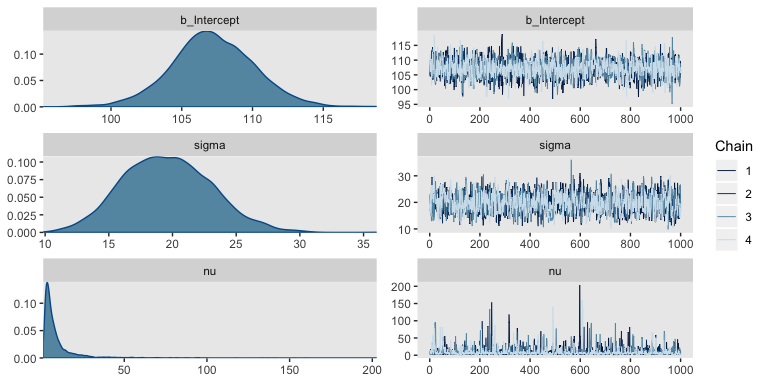 b_Intercept
0.10
0.05
0.00
100 105 110 115
b_Intercept
115
110
105
100
95
0 200 400 600 800 1000
sigma
0.100
0.075
0.050
0.025
0.000
10 15 20 25 30 35
sigma
30
20
10
0 200 400 600 800 1000
nu
0.10
0.05
0.00
50 100 150 200
nu
200
150
100
50
0
0 200 400 600 800 1000
Chain
1
2
3
4